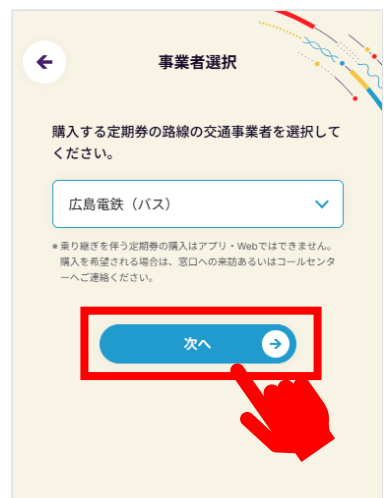 事業者選択
購入する定期券の路線の交通事業者を選択して
ください。
広島電鉄（バス）
※乗り継ぎを伴う定期券の購入はアプリ・Webではできません。
購入を希望される場合は、窓口への来訪あるいはコールセンタ
ーへご連絡ください。
次へ